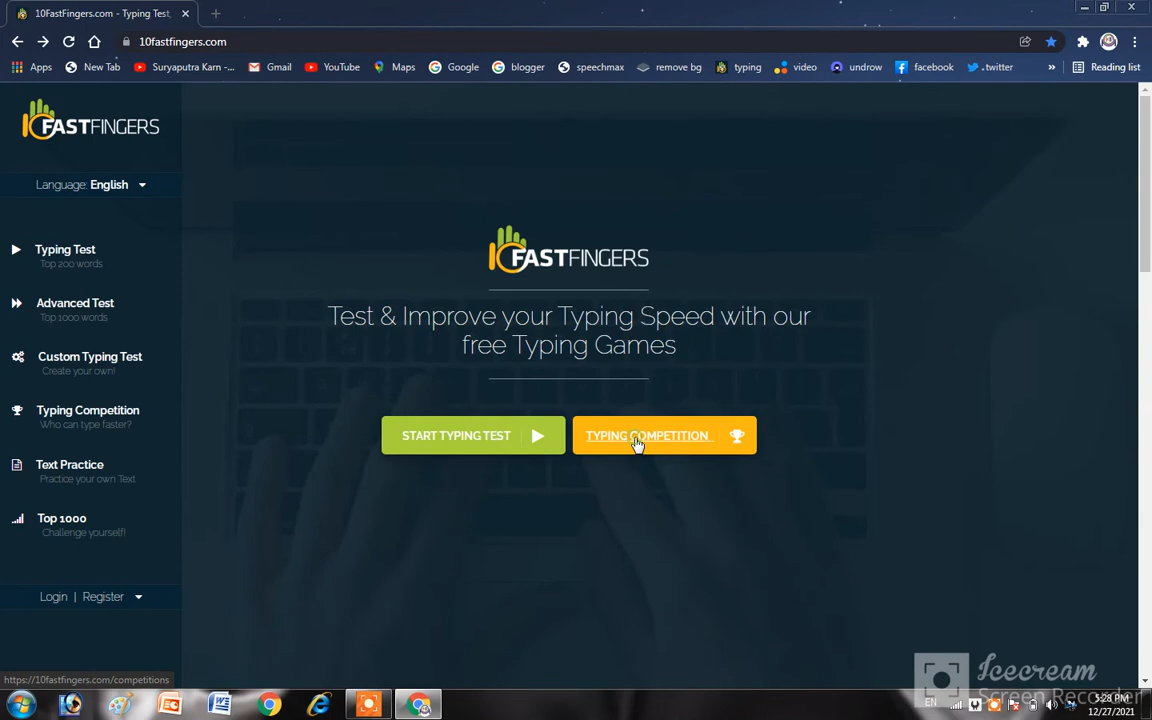 10FastFingers.com - Typing Test,
10fastfingers.com
Apps
New Tab
Suryaputra Karn -...
Gmail
YouTube
Maps
Google
blogger
speechmax
remove bg
typing
video
undrow
facebook
twitter
»
Reading list
FASTFINGERS
Language: English
Typing Test
Top 200 words
Advanced Test
Top 1000 words
Custom Typing Test
Create your own!
Typing Competition
Who can type faster?
Text Practice
Practice your own Text
Top 1000
Challenge yourself!
Login | Register
FASTFINGERS
Test & Improve your Typing Speed with our
free Typing Games
START TYPING TEST
TYPING COMPETITION
https://10fastfingers.com/competitions
Icecream
Screen Recorder
EN
5:28 PM
12/27/2021